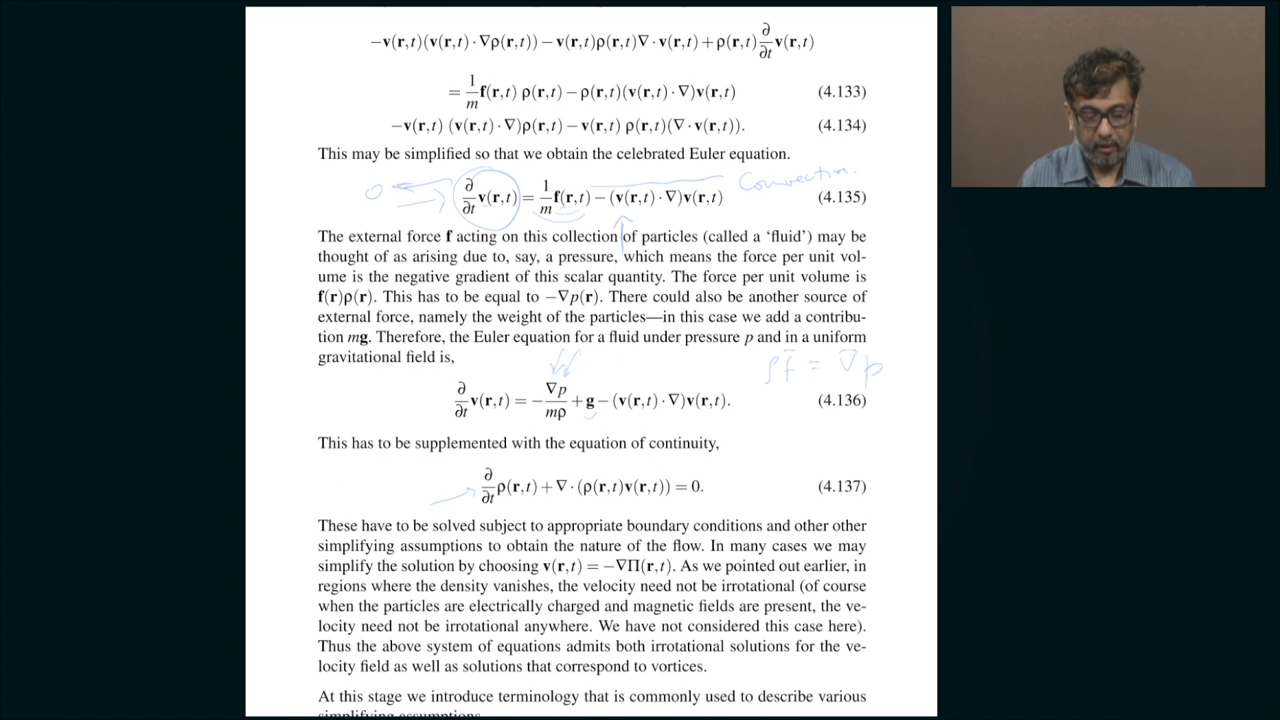 −v(r,t)(v(r,t)·∇ρ(r,t)) − v(r,t)ρ(r,t)∇·v(r,t) + ρ(r,t) ∂/∂t v(r,t)
= 1/m f(r,t) ρ(r,t) − ρ(r,t)(v(r,t)·∇)v(r,t) (4.133)
−v(r,t) (v(r,t)·∇)ρ(r,t) − v(r,t) ρ(r,t)(∇·v(r,t)). (4.134)
This may be simplified so that we obtain the celebrated Euler equation.
Convection.
0 ∂/∂t v(r,t) = 1/m f(r,t) − (v(r,t)·∇)v(r,t) (4.135)
The external force f acting on this collection of particles (called a ‘fluid’) may be
thought of as arising due to, say, a pressure, which means the force per unit vol-
ume is the negative gradient of this scalar quantity. The force per unit volume is
f(r)ρ(r). This has to be equal to −∇p(r). There could also be another source of
external force, namely the weight of the particles—in this case we add a contribu-
tion mg. Therefore, the Euler equation for a fluid under pressure p and in a uniform
gravitational field is,
ρf = ∇p
∂/∂t v(r,t) = −∇p/mρ + g − (v(r,t)·∇)v(r,t). (4.136)
This has to be supplemented with the equation of continuity,
∂/∂t ρ(r,t) + ∇·(ρ(r,t)v(r,t)) = 0. (4.137)
These have to be solved subject to appropriate boundary conditions and other other
simplifying assumptions to obtain the nature of the flow. In many cases we may
simplify the solution by choosing v(r,t) = −∇Π(r,t). As we pointed out earlier, in
regions where the density vanishes, the velocity need not be irrotational (of course
when the particles are electrically charged and magnetic fields are present, the ve-
locity need not be irrotational anywhere. We have not considered this case here).
Thus the above system of equations admits both irrotational solutions for the ve-
locity field as well as solutions that correspond to vortices.
At this stage we introduce terminology that is commonly used to describe various
simplifying assumptions